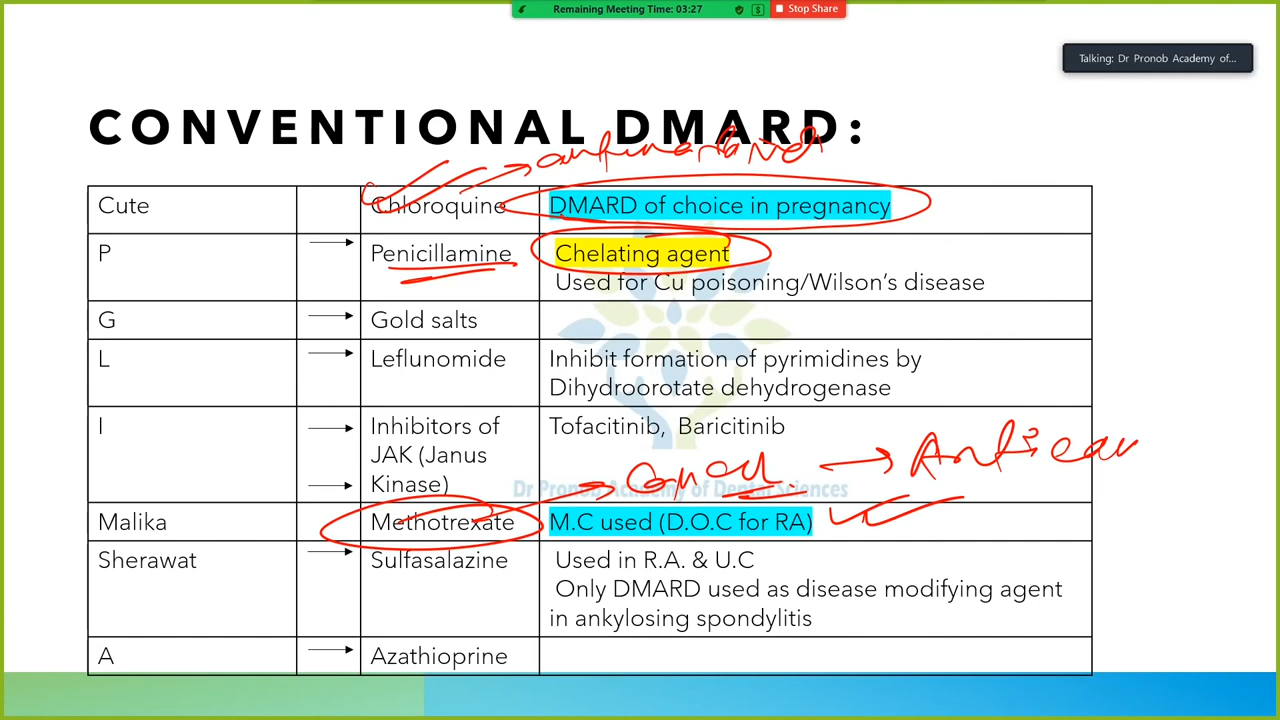 Remaining Meeting Time: 03:27
Stop Share
Talking: Dr Pronob Academy of...
CONVENTIONAL DMARD:
Cute Chloroquine DMARD of choice in pregnancy
P Penicillamine Chelating agent
Used for Cu poisoning/Wilson's disease
G Gold salts
L Leflunomide Inhibit formation of pyrimidines by
Dihydroorotate dehydrogenase
I Inhibitors of Tofacitinib, Baricitinib
JAK (Janus
Kinase)
Dr Pronob Academy of Dental Sciences
Malika Methotrexate M.C used (D.O.C for RA)
Sherawat Sulfasalazine Used in R.A. & U.C
Only DMARD used as disease modifying agent
in ankylosing spondylitis
A Azathioprine